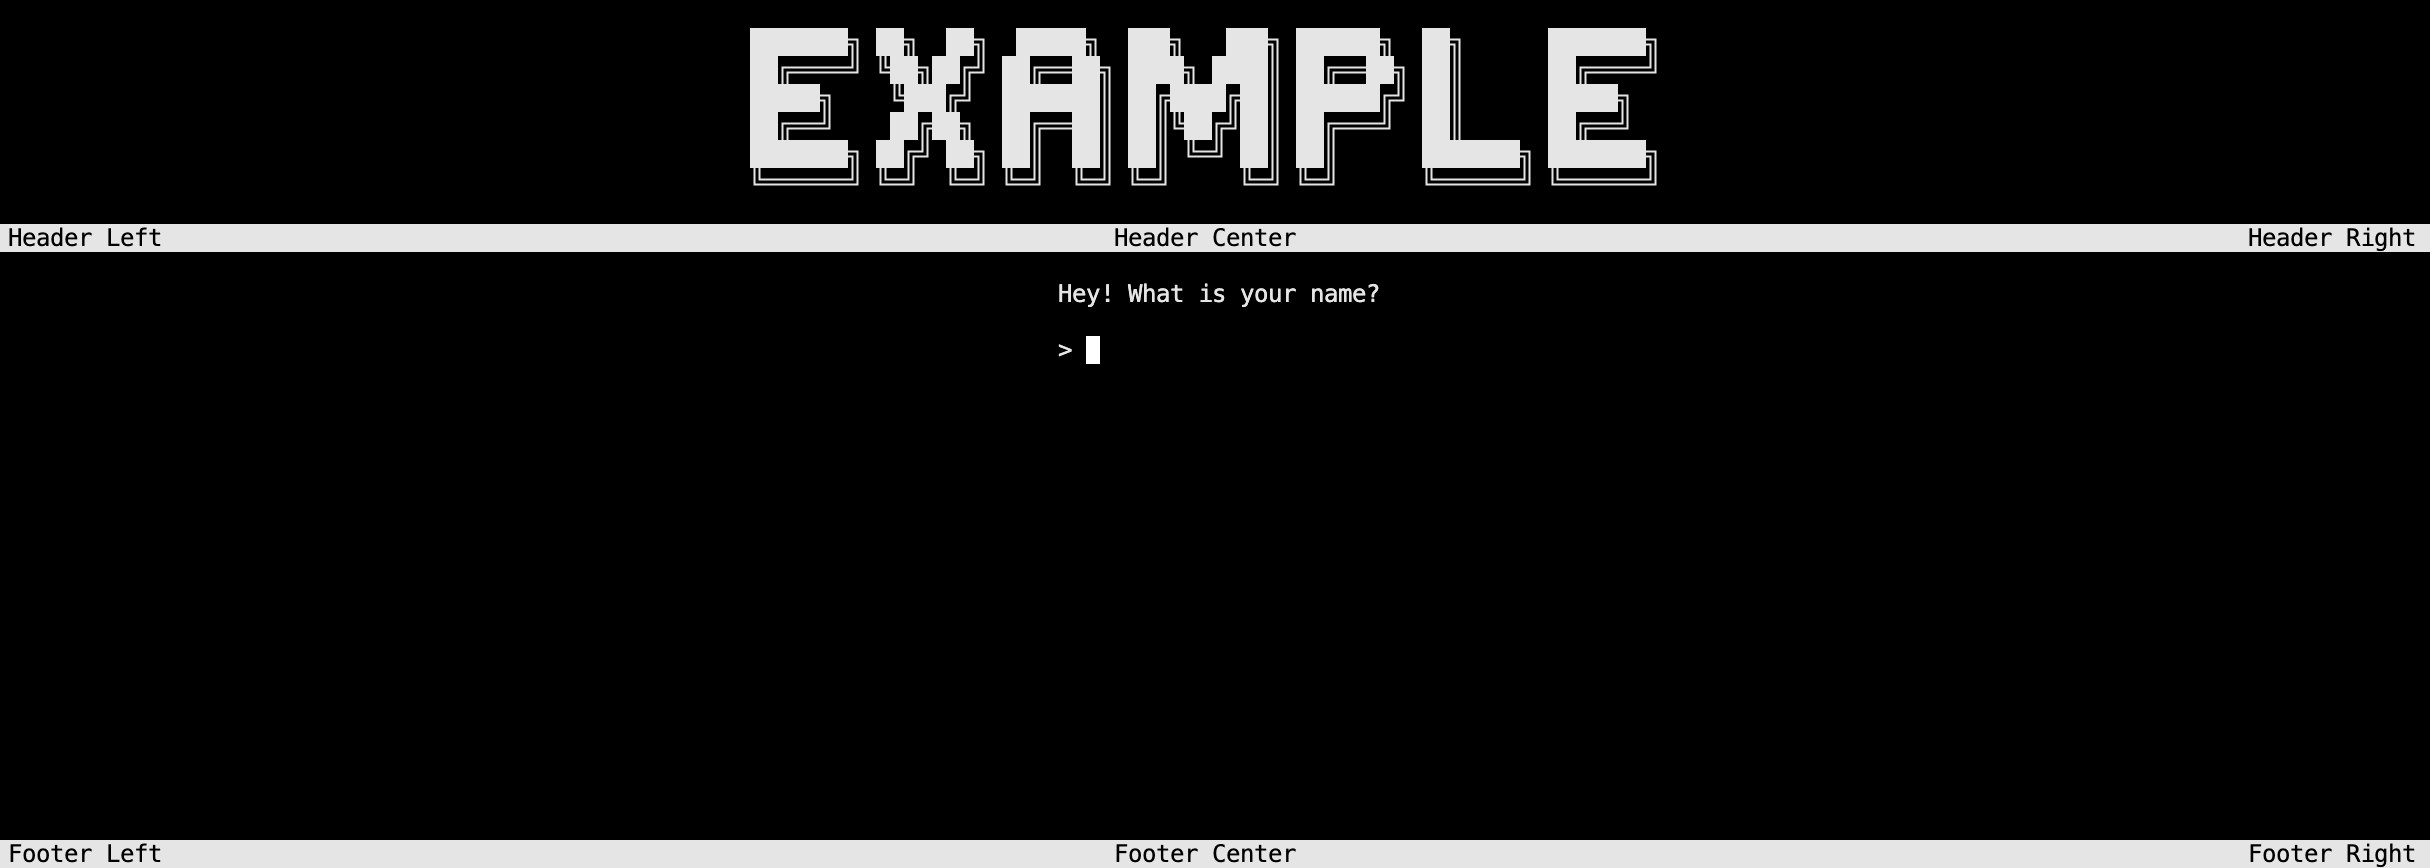 EXAMPLE
Header Left Header Center Header Right
Hey! What is your name?
>
Footer Left Footer Center Footer Right